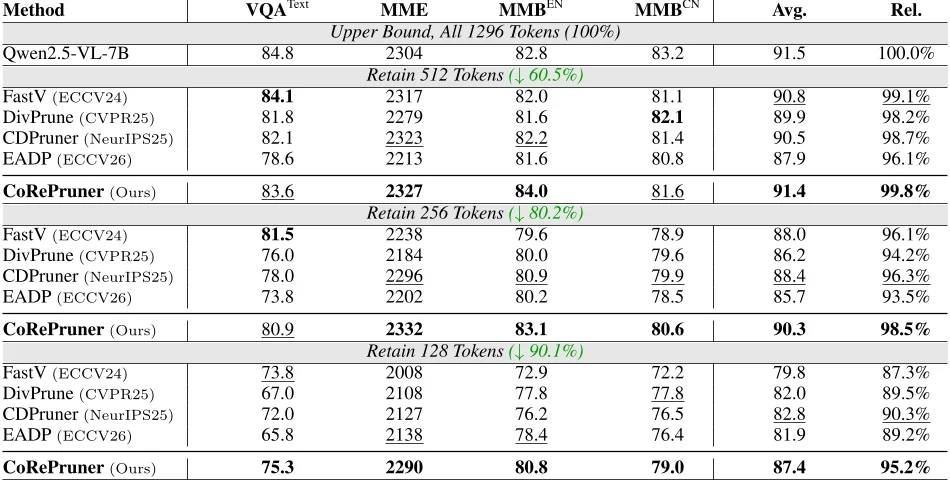 Method VQA^Text MME MMB^EN MMB^CN Avg. Rel.
Upper Bound, All 1296 Tokens (100%)
Qwen2.5-VL-7B 84.8 2304 82.8 83.2 91.5 100.0%
Retain 512 Tokens (↓ 60.5%)
FastV (ECCV24) 84.1 2317 82.0 81.1 90.8 99.1%
DivPrune (CVPR25) 81.8 2279 81.6 82.1 89.9 98.2%
CDPruner (NeurIPS25) 82.1 2323 82.2 81.4 90.5 98.7%
EADP (ECCV26) 78.6 2213 81.6 80.8 87.9 96.1%
CoRePruner (Ours) 83.6 2327 84.0 81.6 91.4 99.8%
Retain 256 Tokens (↓ 80.2%)
FastV (ECCV24) 81.5 2238 79.6 78.9 88.0 96.1%
DivPrune (CVPR25) 76.0 2184 80.0 79.6 86.2 94.2%
CDPruner (NeurIPS25) 78.0 2296 80.9 79.9 88.4 96.3%
EADP (ECCV26) 73.8 2202 80.2 78.5 85.7 93.5%
CoRePruner (Ours) 80.9 2332 83.1 80.6 90.3 98.5%
Retain 128 Tokens (↓ 90.1%)
FastV (ECCV24) 73.8 2008 72.9 72.2 79.8 87.3%
DivPrune (CVPR25) 67.0 2108 77.8 77.8 82.0 89.5%
CDPruner (NeurIPS25) 72.0 2127 76.2 76.5 82.8 90.3%
EADP (ECCV26) 65.8 2138 78.4 76.4 81.9 89.2%
CoRePruner (Ours) 75.3 2290 80.8 79.0 87.4 95.2%